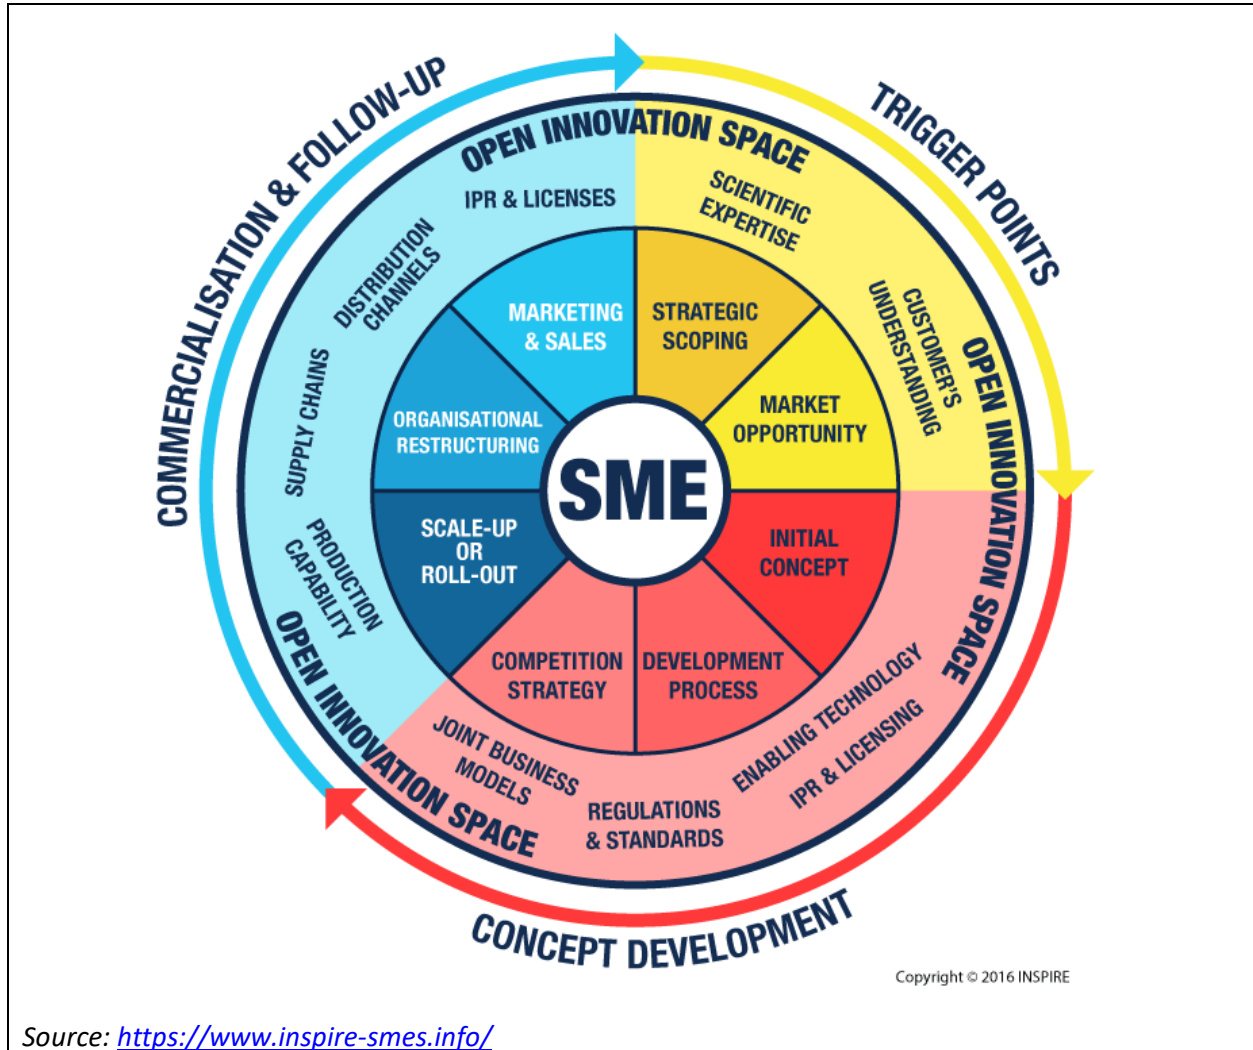 COMMERCIALISATION & FOLLOW-UP
TRIGGER POINTS
CONCEPT DEVELOPMENT
OPEN INNOVATION SPACE
OPEN INNOVATION SPACE
OPEN INNOVATION SPACE
IPR & LICENSES
DISTRIBUTION
CHANNELS
SUPPLY CHAINS
PRODUCTION
CAPABILITY
SCIENTIFIC
EXPERTISE
CUSTOMER'S
UNDERSTANDING
ENABLING TECHNOLOGY
IPR & LICENSING
REGULATIONS
& STANDARDS
JOINT BUSINESS
MODELS
MARKETING
& SALES
STRATEGIC
SCOPING
MARKET
OPPORTUNITY
INITIAL
CONCEPT
DEVELOPMENT
PROCESS
COMPETITION
STRATEGY
SCALE-UP
OR
ROLL-OUT
ORGANISATIONAL
RESTRUCTURING
SME
Copyright © 2016 INSPIRE
Source: https://www.inspire-smes.info/